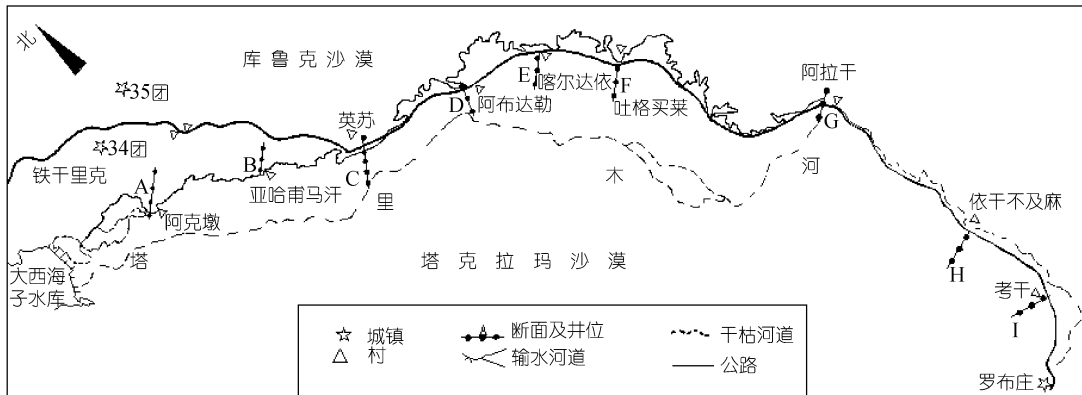 北
库鲁克沙漠
35团
34团
铁干里克
A
B
C
D
E
F
G
H
I
英苏
阿布达勒
喀尔达依
吐格买莱
阿拉干
亚哈甫马汗
阿克墩
塔
里
木
河
依干不及麻
大西海
子水库
塔克拉玛沙漠
考干
罗布庄
城镇
村
断面及井位
输水河道
干枯河道
公路